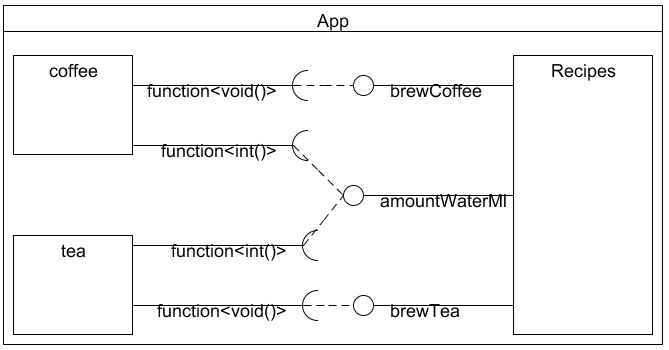 App
coffee
Recipes
function<void()>
brewCoffee
function<int()>
amountWaterMl
tea
function<int()>
function<void()>
brewTea